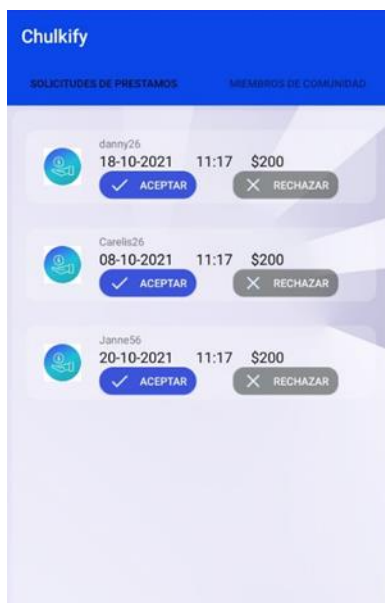 Chulkify
SOLICITUDES DE PRESTAMOS MIEMBROS DE COMUNIDAD
danny26
18-10-2021 11:17 $200
ACEPTAR RECHAZAR
Carelis26
08-10-2021 11:17 $200
ACEPTAR RECHAZAR
Janne56
20-10-2021 11:17 $200
ACEPTAR RECHAZAR